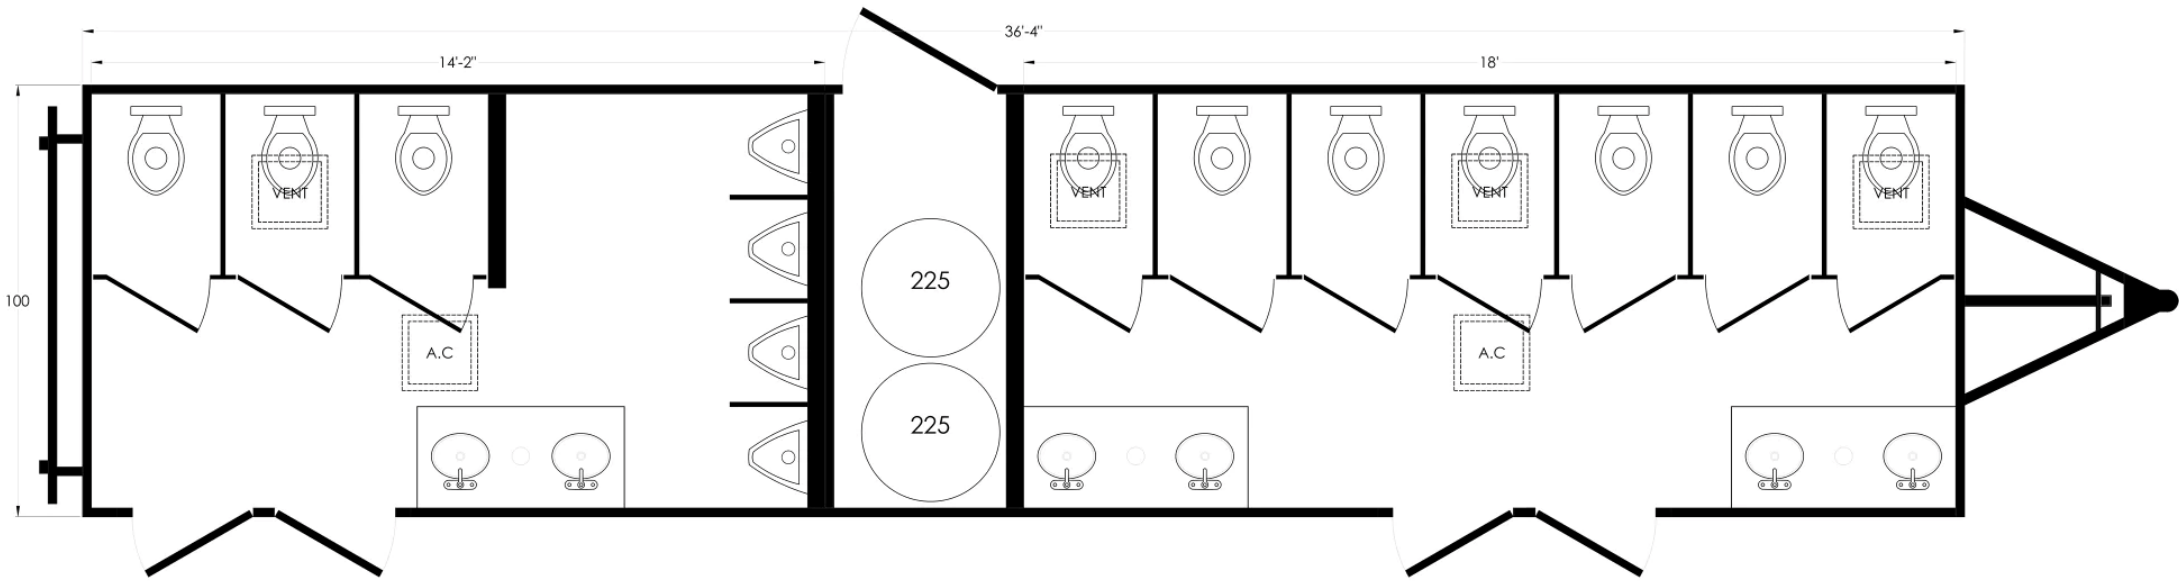 36'-4"
14'-2"
18'
VENT
VENT
VENT
VENT
225
100
A.C
A.C
225